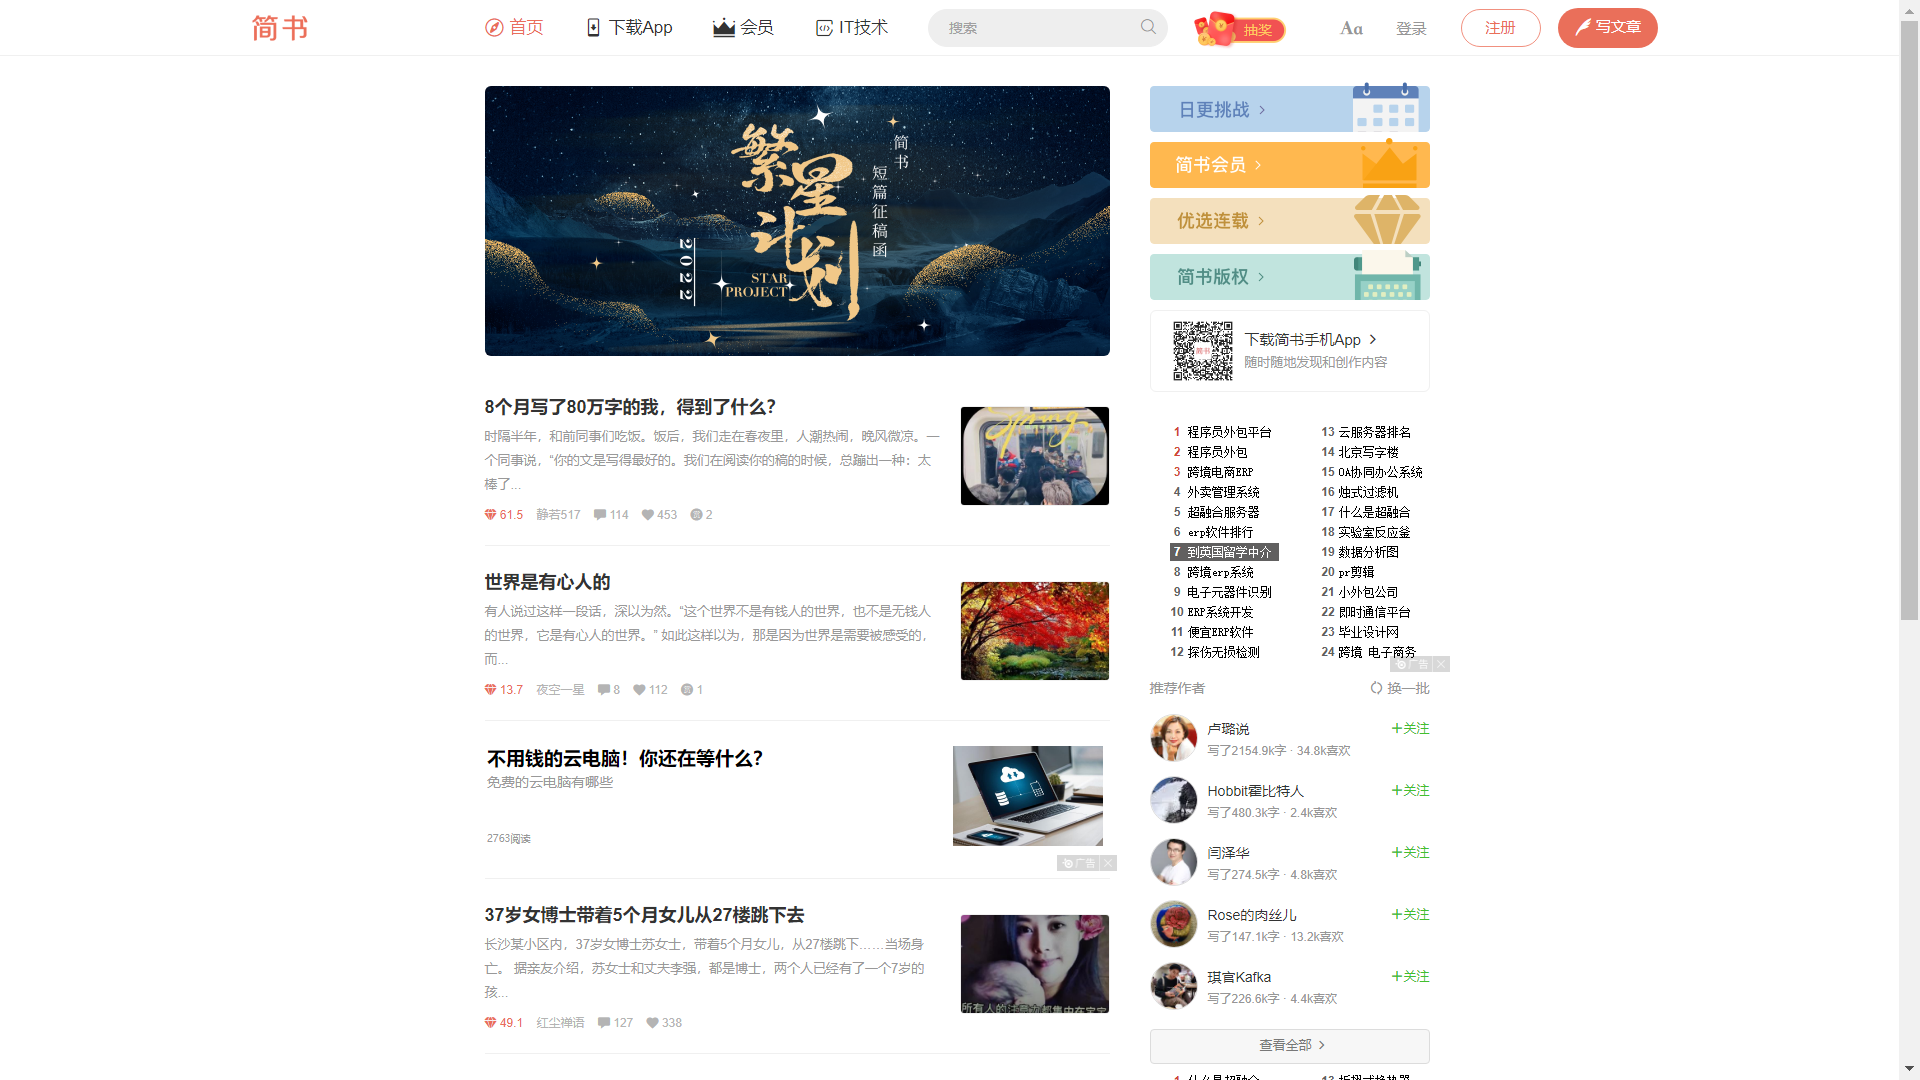 简书
首页
下载App
会员
IT技术
搜索
抽奖
Aa
登录
注册
写文章
繁星计划
简书
短篇征稿函
2022
STAR
PROJECT
日更挑战
简书会员
优选连载
简书版权
下载简书手机App
随时随地发现和创作内容
8个月写了80万字的我，得到了什么？
时隔半年，和前同事们吃饭。饭后，我们走在春夜里，人潮热闹，晚风微凉。一
个同事说，“你的文是写得最好的。我们在阅读你的稿的时候，总蹦出一种：太
棒了...
61.5 静若517 114 453 2
世界是有心人的
有人说过这样一段话，深以为然。“这个世界不是有钱人的世界，也不是无钱人
的世界，它是有心人的世界。” 如此这样以为，那是因为世界是需要被感受的，
而...
13.7 夜空一星 8 112 1
不用钱的云电脑！你还在等什么？
免费的云电脑有哪些
2763阅读
广告
37岁女博士带着5个月女儿从27楼跳下去
长沙某小区内，37岁女博士苏女士，带着5个月女儿，从27楼跳下……当场身
亡。 据亲友介绍，苏女士和丈夫李强，都是博士，两个人已经有了一个7岁的
孩...
49.1 红尘禅语 127 338
1 程序员外包平台
2 程序员外包
3 跨境电商ERP
4 外卖管理系统
5 超融合服务器
6 erp软件排行
7 到英国留学中介
8 跨境erp系统
9 电子元器件识别
10 ERP系统开发
11 便宜ERP软件
12 探伤无损检测
13 云服务器排名
14 北京写字楼
15 OA协同办公系统
16 烛式过滤机
17 什么是超融合
18 实验室反应釜
19 数据分析图
20 pr剪辑
21 小外包公司
22 即时通信平台
23 毕业设计网
24 跨境 电子商务
广告
推荐作者
换一批
卢璐说
+关注
写了2154.9k字 · 34.8k喜欢
Hobbit霍比特人
+关注
写了480.3k字 · 2.4k喜欢
闫泽华
+关注
写了274.5k字 · 4.8k喜欢
Rose的肉丝儿
+关注
写了147.1k字 · 13.2k喜欢
琪官Kafka
+关注
写了226.6k字 · 4.4k喜欢
查看全部